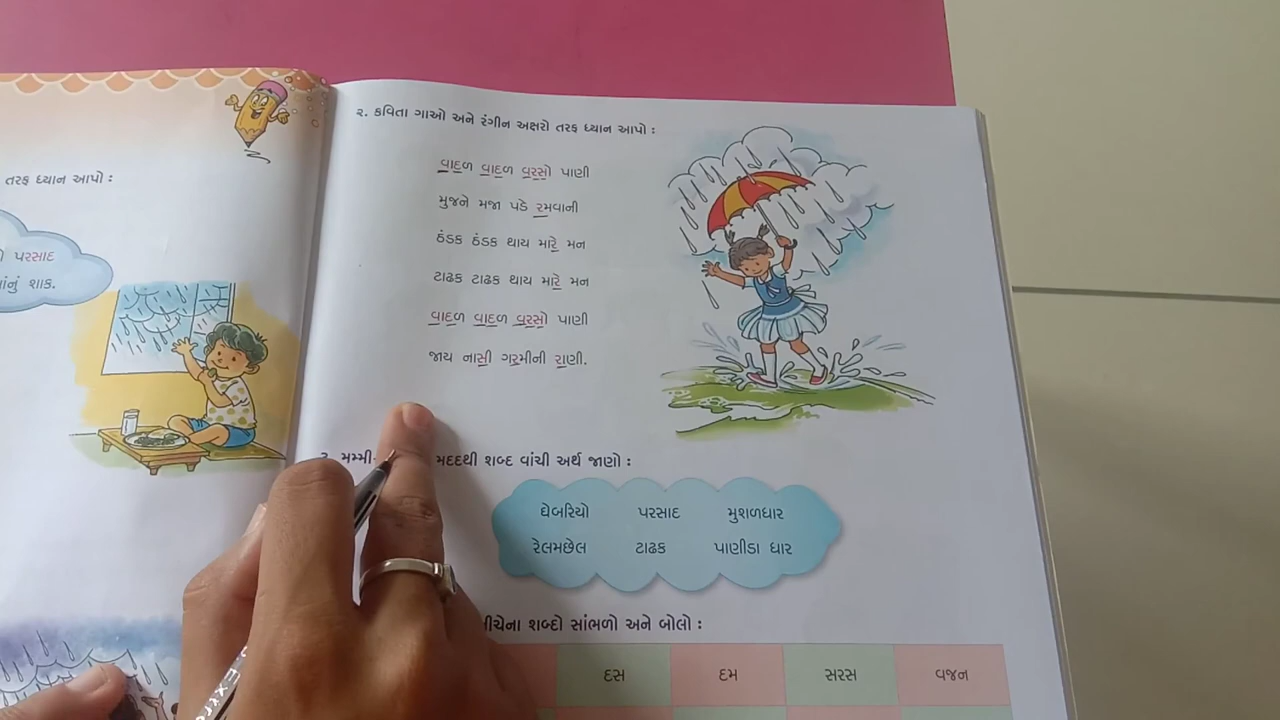 તરફ ધ્યાન આપો :
પરસાદ
શાક.
૨. કવિતા ગાઓ અને રંગીન અક્ષરો તરફ ધ્યાન આપો :
વાદળ વાદળ વરસો પાણી
મુજને મજા પડે રમવાની
ઠંડક ઠંડક થાય મારે મન
ટાઢક ટાઢક થાય મારે મન
વાદળ વાદળ વરસો પાણી
જાય નાસી ગરમીની રાણી.
મમ્મી- મદદથી શબ્દ વાંચી અર્થ જાણો :
ઘેબરિયો પરસાદ મુશળધાર
રેલમછેલ ટાઢક પાણીડા ધાર
શબ્દો સાંભળો અને બોલો :
દસ દમ સરસ વજન